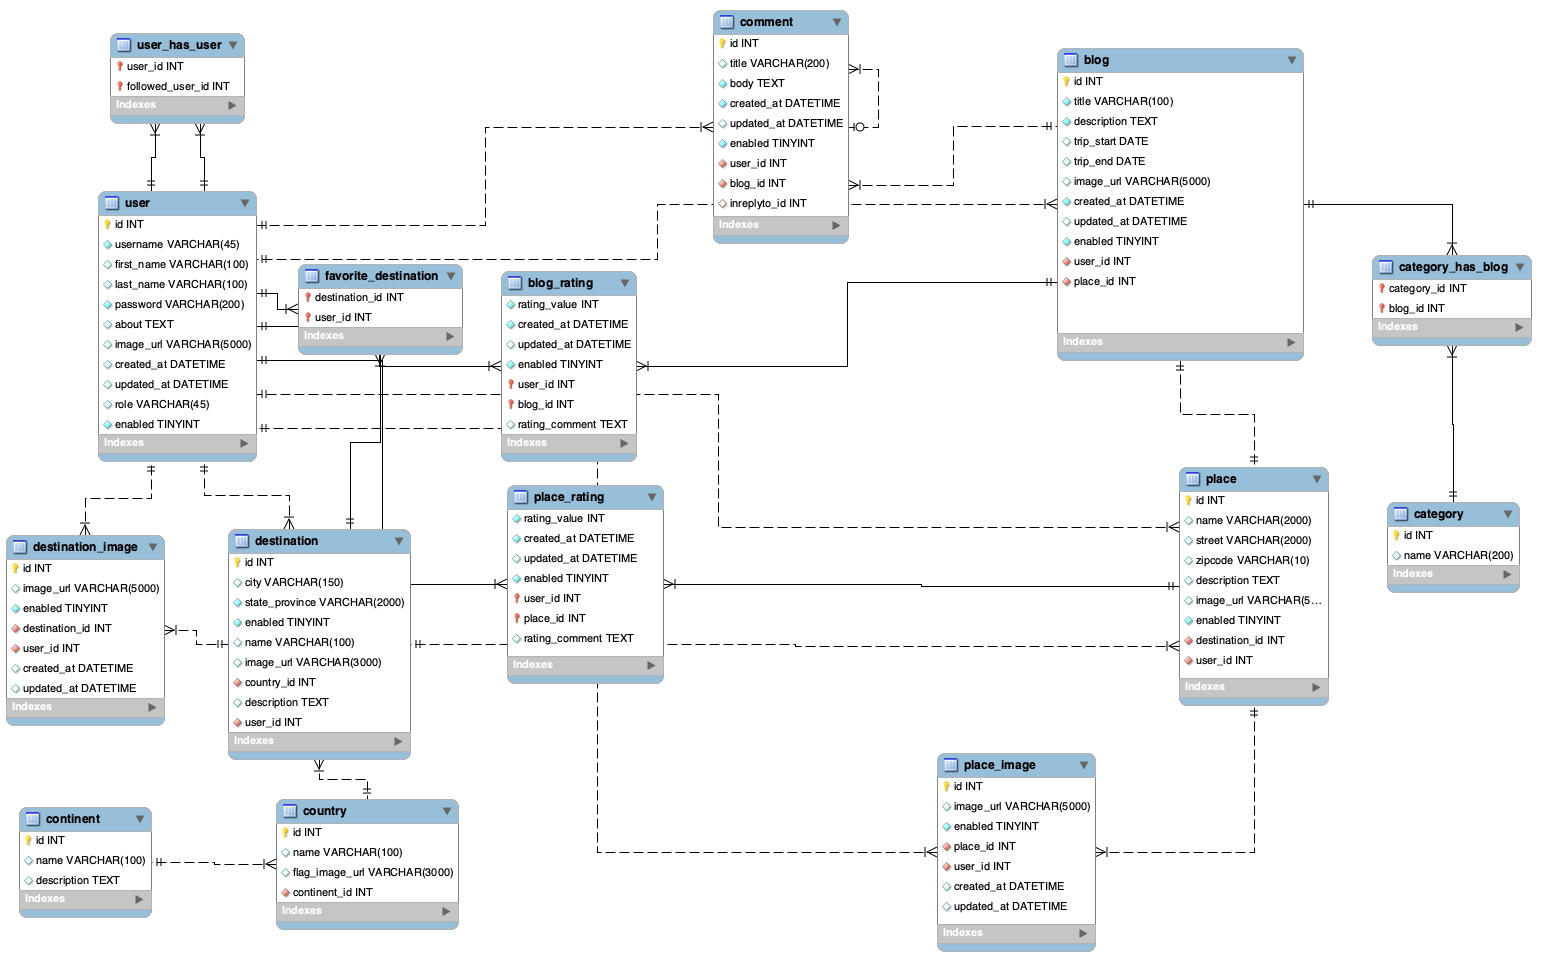 user_has_user
user_id INT
followed_user_id INT
Indexes
comment
id INT
title VARCHAR(200)
body TEXT
created_at DATETIME
updated_at DATETIME
enabled TINYINT
user_id INT
blog_id INT
inreplyto_id INT
Indexes
blog
id INT
title VARCHAR(100)
description TEXT
trip_start DATE
trip_end DATE
image_url VARCHAR(5000)
created_at DATETIME
updated_at DATETIME
enabled TINYINT
user_id INT
place_id INT
Indexes
user
id INT
username VARCHAR(45)
first_name VARCHAR(100)
last_name VARCHAR(100)
password VARCHAR(200)
about TEXT
image_url VARCHAR(5000)
created_at DATETIME
updated_at DATETIME
role VARCHAR(45)
enabled TINYINT
Indexes
favorite_destination
destination_id INT
user_id INT
Indexes
blog_rating
rating_value INT
created_at DATETIME
updated_at DATETIME
enabled TINYINT
user_id INT
blog_id INT
rating_comment TEXT
Indexes
category_has_blog
category_id INT
blog_id INT
Indexes
place_rating
rating_value INT
created_at DATETIME
updated_at DATETIME
enabled TINYINT
user_id INT
place_id INT
rating_comment TEXT
Indexes
place
id INT
name VARCHAR(2000)
street VARCHAR(2000)
zipcode VARCHAR(10)
description TEXT
image_url VARCHAR(5...
enabled TINYINT
destination_id INT
user_id INT
Indexes
category
id INT
name VARCHAR(200)
Indexes
destination_image
id INT
image_url VARCHAR(5000)
enabled TINYINT
destination_id INT
user_id INT
created_at DATETIME
updated_at DATETIME
Indexes
destination
id INT
city VARCHAR(150)
state_province VARCHAR(2000)
enabled TINYINT
name VARCHAR(100)
image_url VARCHAR(3000)
country_id INT
description TEXT
user_id INT
Indexes
place_image
id INT
image_url VARCHAR(5000)
enabled TINYINT
place_id INT
user_id INT
created_at DATETIME
updated_at DATETIME
Indexes
continent
id INT
name VARCHAR(100)
description TEXT
Indexes
country
id INT
name VARCHAR(100)
flag_image_url VARCHAR(3000)
continent_id INT
Indexes